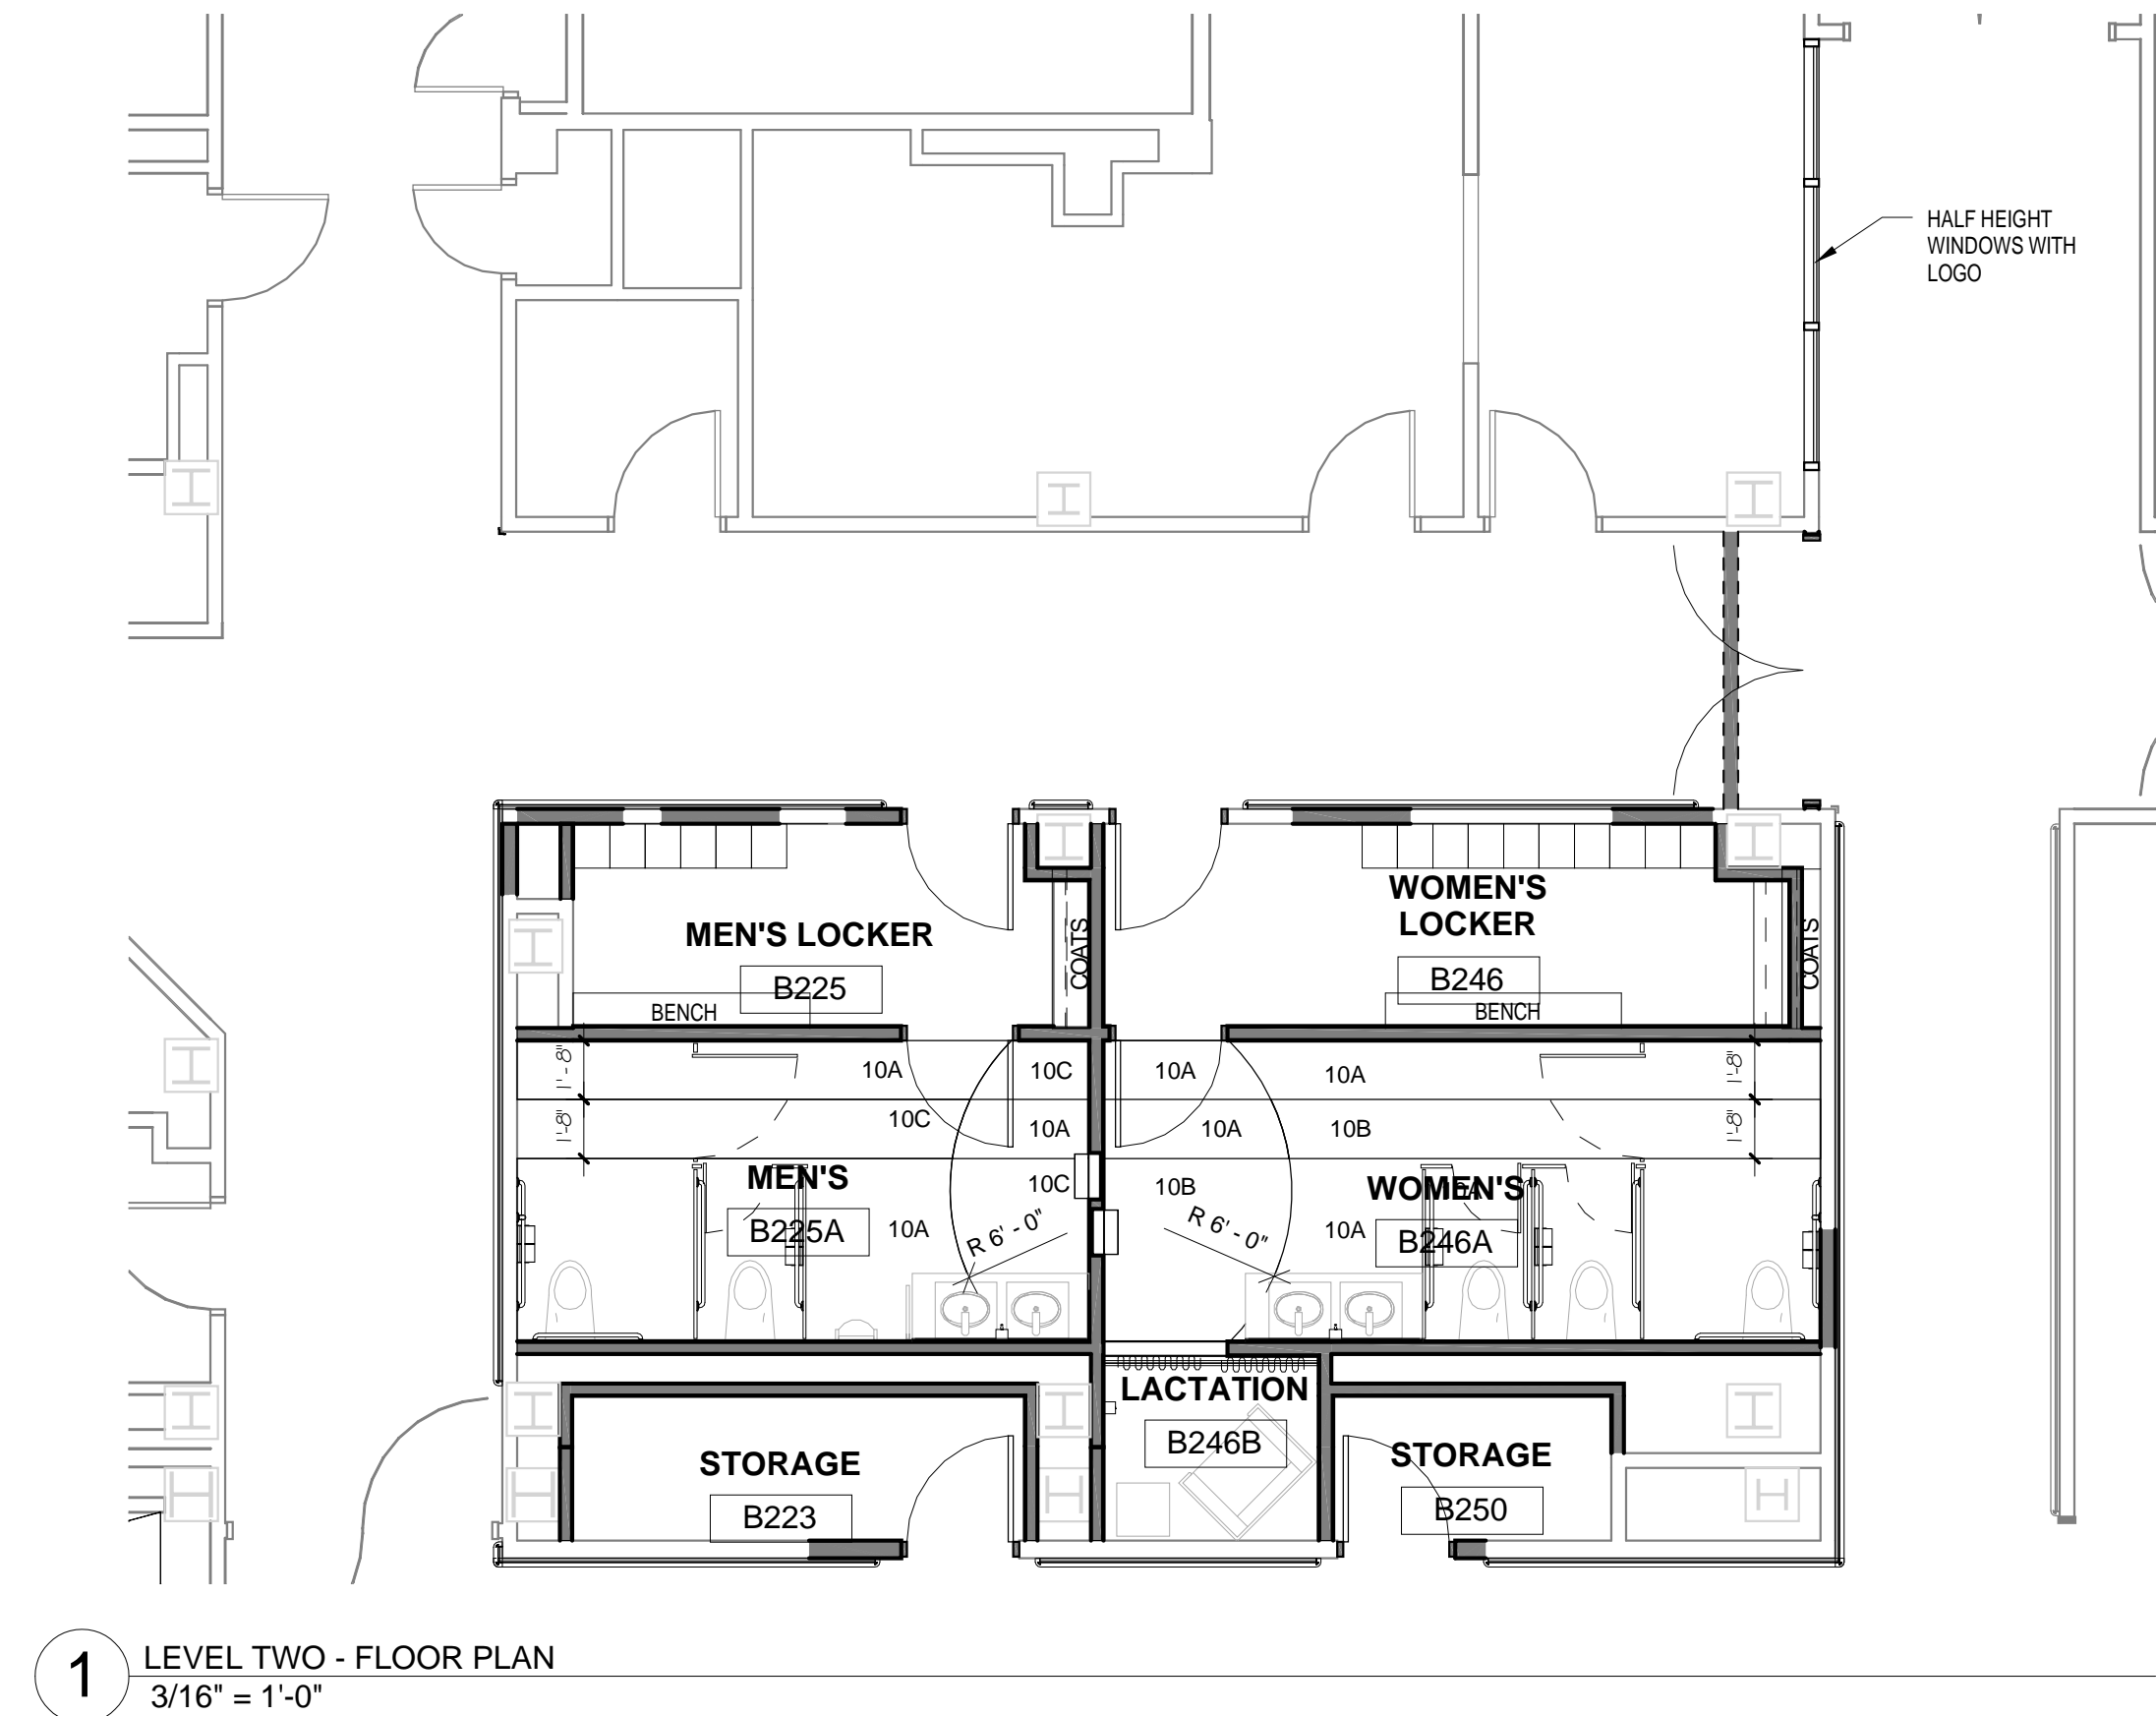 HALF HEIGHT
WINDOWS WITH
LOGO
MEN'S LOCKER
B225
BENCH
COATS
WOMEN'S
LOCKER
B246
BENCH
COATS
1'-8"
10A
10C
10A
10A
1'-8"
1'-8"
10C
10A
10A
10B
1'-8"
MEN'S
B225A
10C
10A
R 6' - 0"
10B
R 6' - 0"
WOMEN'S
10A
10A
B246A
LACTATION
B246B
STORAGE
B223
STORAGE
B250
1
LEVEL TWO - FLOOR PLAN
3/16" = 1'-0"